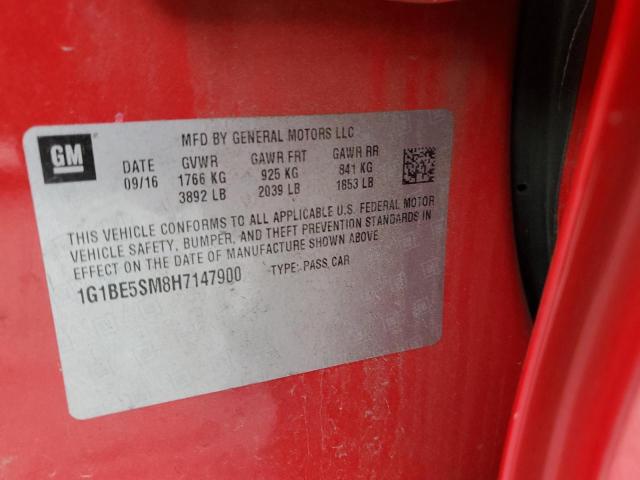 GM
MFD BY GENERAL MOTORS LLC
DATE GVWR GAWR FRT GAWR RR
09/16 1766 KG 925 KG 841 KG
3892 LB 2039 LB 1853 LB
THIS VEHICLE CONFORMS TO ALL APPLICABLE U.S. FEDERAL MOTOR
VEHICLE SAFETY, BUMPER, AND THEFT PREVENTION STANDARDS IN
EFFECT ON THE DATE OF MANUFACTURE SHOWN ABOVE
1G1BE5SM8H7147900 TYPE: PASS CAR